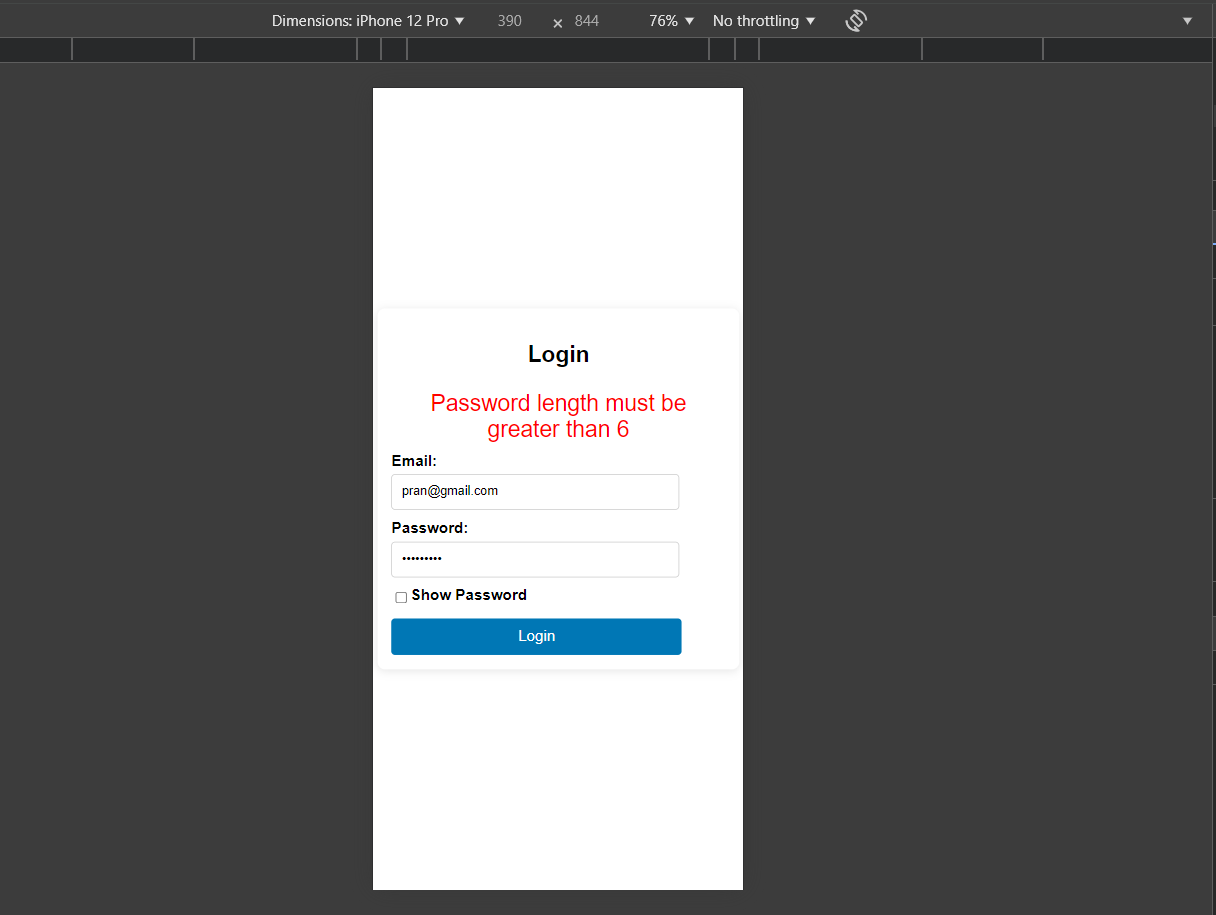 Dimensions: iPhone 12 Pro 390 × 844 76% No throttling
Login
Password length must be
greater than 6
Email:
pran@gmail.com
Password:
•••••••••
Show Password
Login